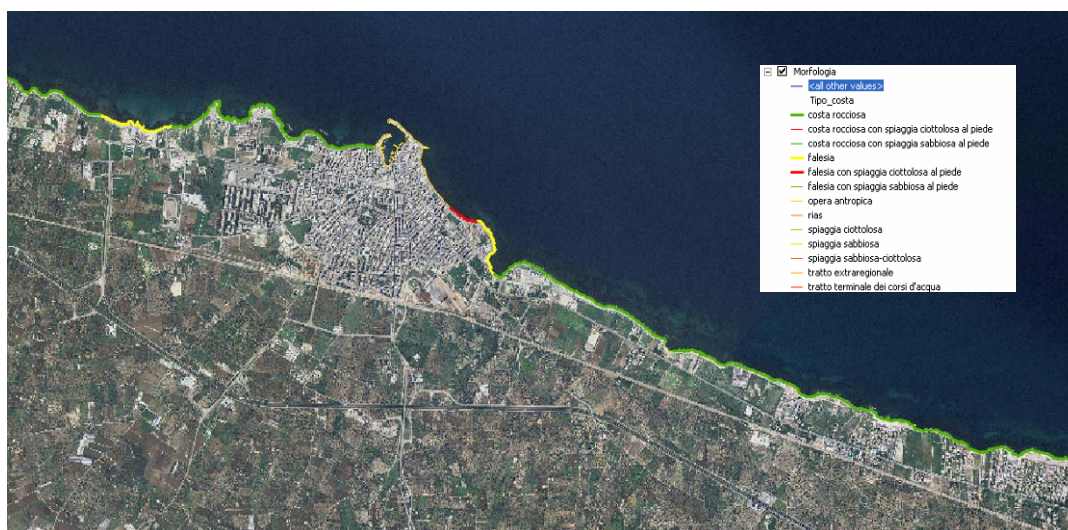 Morfologia
<all other values>
Tipo_costa
costa rocciosa
costa rocciosa con spiaggia ciottolosa al piede
costa rocciosa con spiaggia sabbiosa al piede
falesia
falesia con spiaggia ciottolosa al piede
falesia con spiaggia sabbiosa al piede
opera antropica
rias
spiaggia ciottolosa
spiaggia sabbiosa
spiaggia sabbiosa-ciottolosa
tratto extraregionale
tratto terminale dei corsi d'acqua